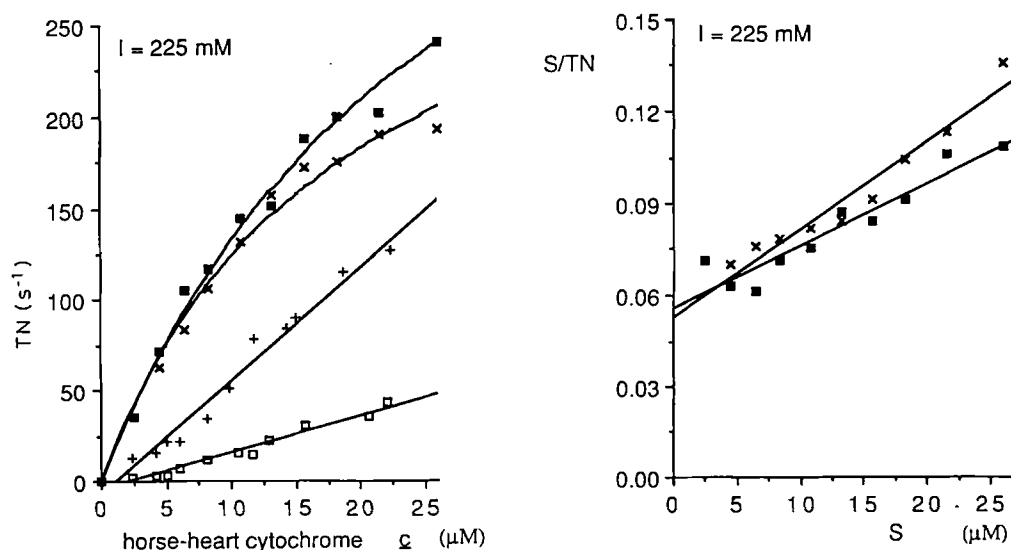 I = 225 mM
TN (s⁻¹)
250
200
150
100
50
0
0 5 10 15 20 25
horse-heart cytochrome c (μM)
I = 225 mM
S/TN
0.15
0.12
0.09
0.06
0.03
0.00
0 5 10 15 20 25
S (μM)